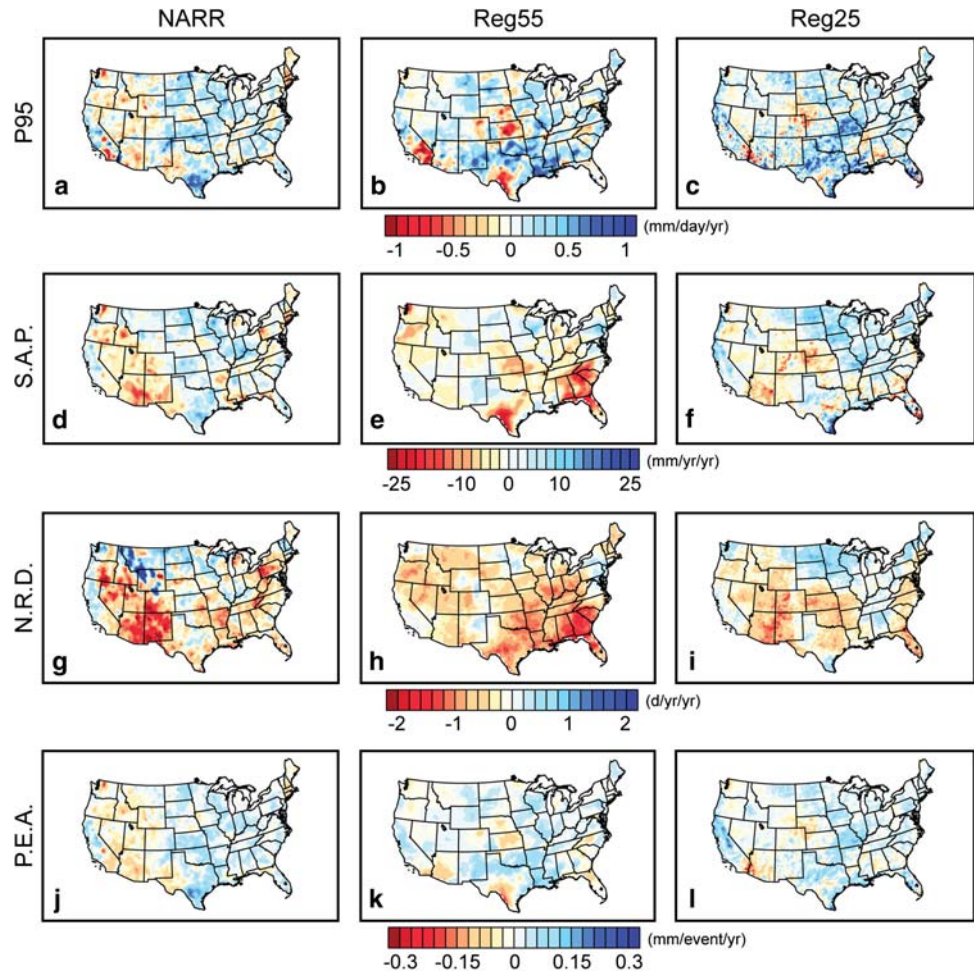 NARR Reg55 Reg25
P95
a b c
-1 -0.5 0 0.5 1 (mm/day/yr)
S.A.P.
d e f
-25 -10 0 10 25 (mm/yr/yr)
N.R.D.
g h i
-2 -1 0 1 2 (d/yr/yr)
P.E.A.
j k l
-0.3 -0.15 0 0.15 0.3 (mm/event/yr)